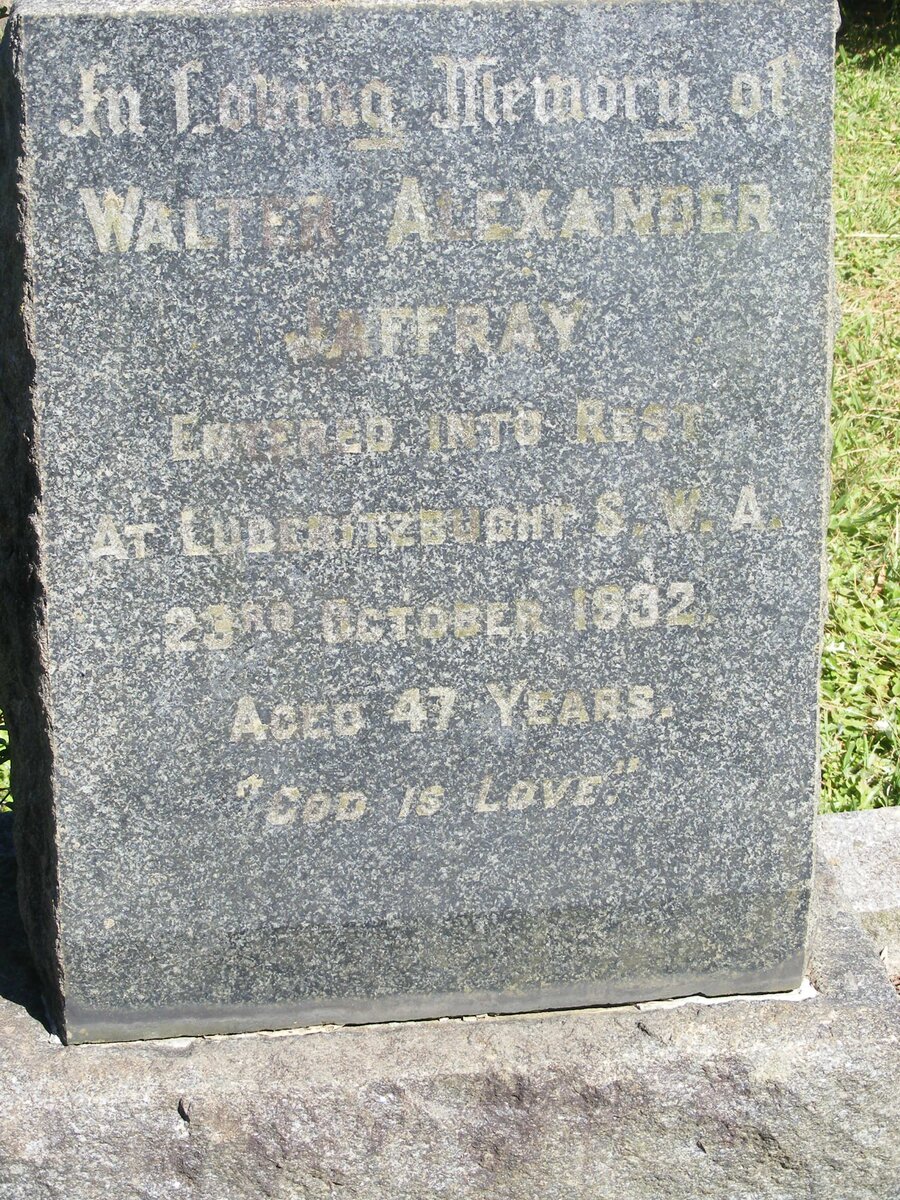 In Loving Memory of
WALTER ALEXANDER
JAFFRAY
ENTERED INTO REST
AT LUDERITZBUGHT S.W.A.
23RD OCTOBER 1932.
AGED 47 YEARS.
"GOD IS LOVE."